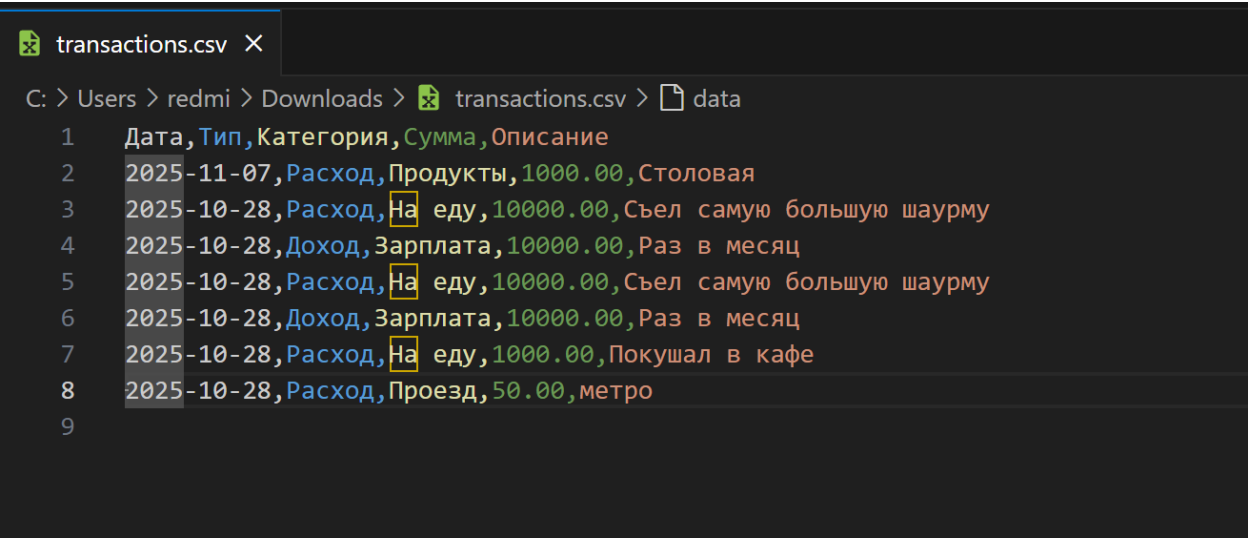 transactions.csv
C: > Users > redmi > Downloads > transactions.csv > data
1 Дата,Тип,Категория,Сумма,Описание
2 2025-11-07,Расход,Продукты,1000.00,Столовая
3 2025-10-28,Расход,На еду,10000.00,Съел самую большую шаурму
4 2025-10-28,Доход,Зарплата,10000.00,Раз в месяц
5 2025-10-28,Расход,На еду,10000.00,Съел самую большую шаурму
6 2025-10-28,Доход,Зарплата,10000.00,Раз в месяц
7 2025-10-28,Расход,На еду,1000.00,Покушал в кафе
8 2025-10-28,Расход,Проезд,50.00,метро
9